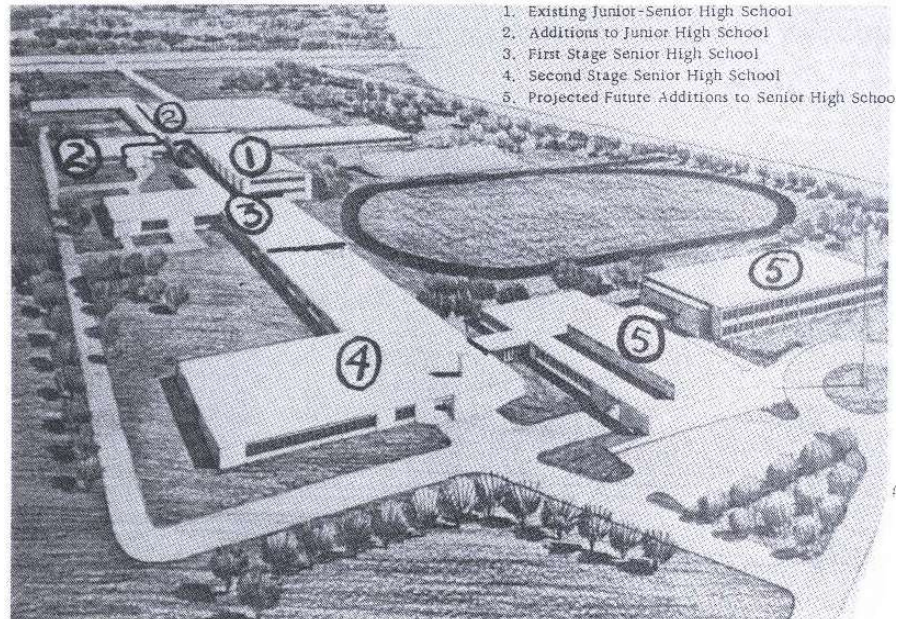 1. Existing Junior-Senior High School
2. Additions to Junior High School
3. First Stage Senior High School
4. Second Stage Senior High School
5. Projected Future Additions to Senior High Schoo
2
2
1
3
5
5
4